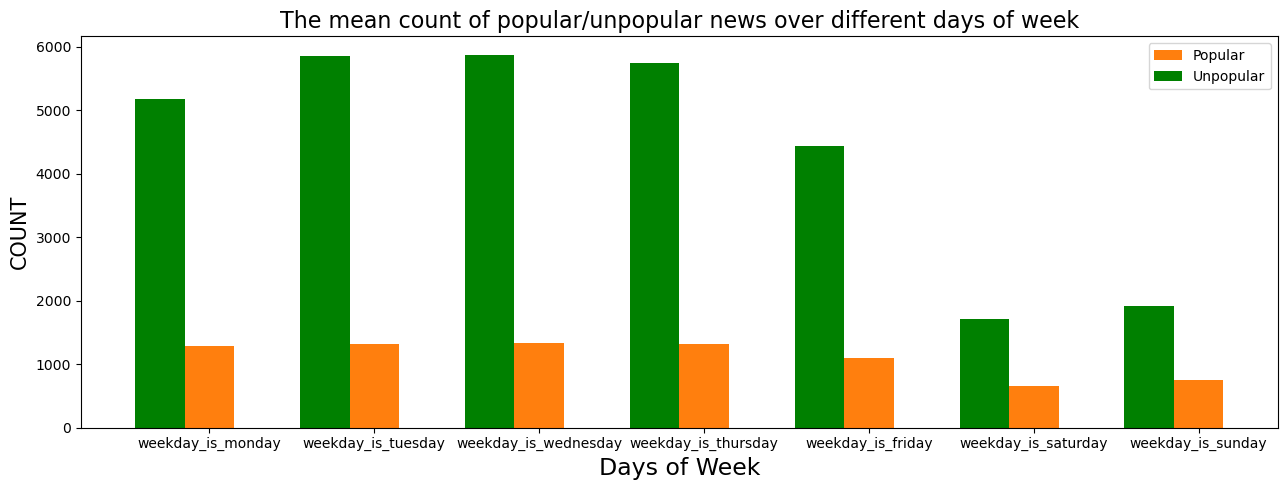 The mean count of popular/unpopular news over different days of week
Popular
Unpopular
COUNT
6000
5000
4000
3000
2000
1000
0
weekday_is_monday
weekday_is_tuesday
weekday_is_wednesday
weekday_is_thursday
weekday_is_friday
weekday_is_saturday
weekday_is_sunday
Days of Week